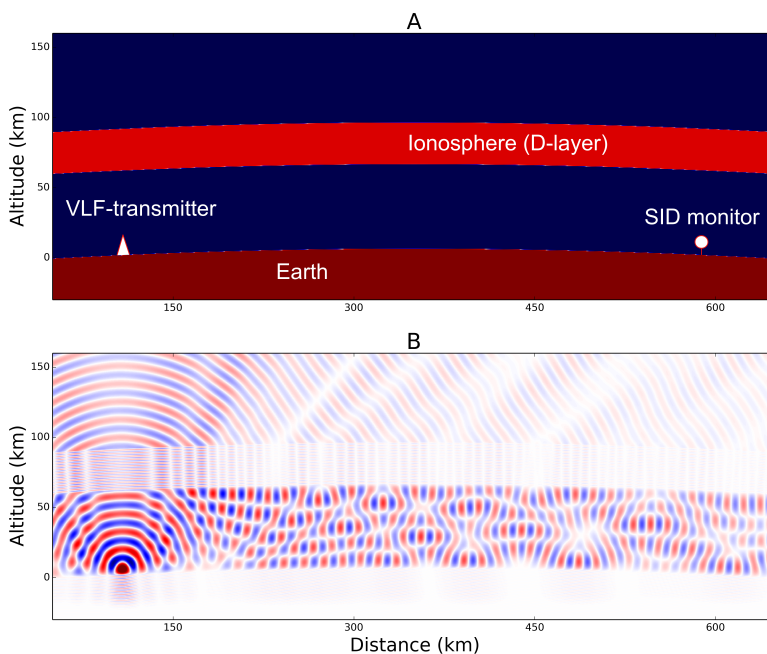 A
150
100
50
0
Altitude (km)
Ionosphere (D-layer)
VLF-transmitter
SID monitor
Earth
150 300 450 600
B
150
100
50
0
Altitude (km)
150 300 450 600
Distance (km)